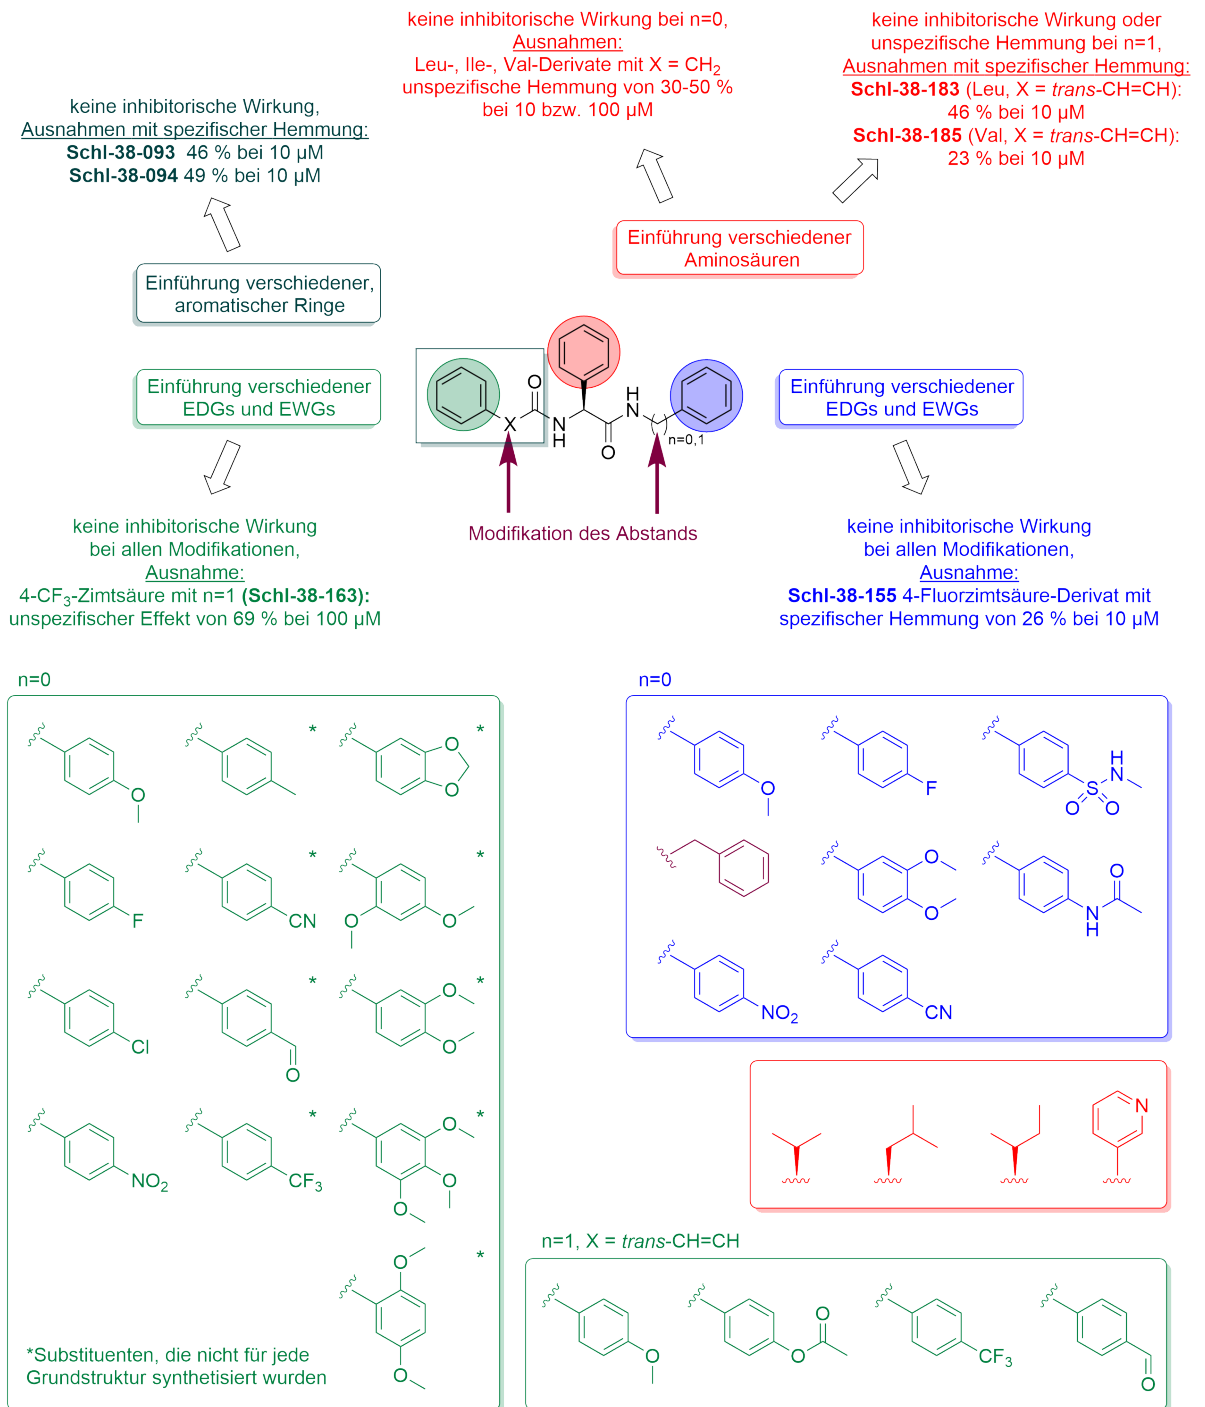 keine inhibitorische Wirkung bei n=0,
Ausnahmen:
Leu-, Ile-, Val-Derivate mit X = CH₂
unspezifische Hemmung von 30-50 %
bei 10 bzw. 100 µM
keine inhibitorische Wirkung oder
unspezifische Hemmung bei n=1,
Ausnahmen mit spezifischer Hemmung:
Schl-38-183 (Leu, X = trans-CH=CH):
46 % bei 10 µM
Schl-38-185 (Val, X = trans-CH=CH):
23 % bei 10 µM
keine inhibitorische Wirkung,
Ausnahmen mit spezifischer Hemmung:
Schl-38-093 46 % bei 10 µM
Schl-38-094 49 % bei 10 µM
Einführung verschiedener
Aminosäuren
Einführung verschiedener,
aromatischer Ringe
Einführung verschiedener
EDGs und EWGs
O
X
N
H
O
H
N
n=0,1
Einführung verschiedener
EDGs und EWGs
Modifikation des Abstands
keine inhibitorische Wirkung
bei allen Modifikationen,
Ausnahme:
4-CF₃-Zimtsäure mit n=1 (Schl-38-163):
unspezifischer Effekt von 69 % bei 100 µM
keine inhibitorische Wirkung
bei allen Modifikationen,
Ausnahme:
Schl-38-155 4-Fluorzimtsäure-Derivat mit
spezifischer Hemmung von 26 % bei 10 µM
n=0
O
*
O
O
*
F
CN
*
O
O
*
Cl
O
*
O
O
*
NO₂
CF₃
*
O
O
O
*
O
O
*
*Substituenten, die nicht für jede
Grundstruktur synthetisiert wurden
n=0
O
F
O
S
O
H
N
O
O
O
N
H
NO₂
CN
N
n=1, X = trans-CH=CH
O
O
O
CF₃
O